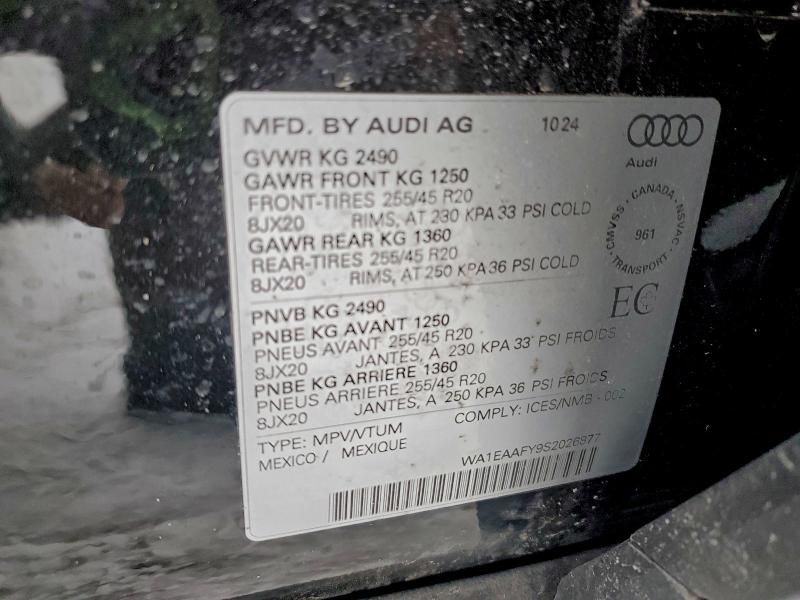 MFD. BY AUDI AG 10 24
Audi
GVWR KG 2490
GAWR FRONT KG 1250
FRONT-TIRES 255/45 R20
8JX20 RIMS, AT 230 KPA 33 PSI COLD
GAWR REAR KG 1360
REAR-TIRES 255/45 R20
8JX20 RIMS, AT 250 KPA 36 PSI COLD
CANADA · NSVAC · TRANSPORT · CMVSS ·
961
EC
PNVB KG 2490
PNBE KG AVANT 1250
PNEUS AVANT 255/45 R20
8JX20 JANTES, A 230 KPA 33 PSI FROIDS
PNBE KG ARRIERE 1360
PNEUS ARRIERE 255/45 R20
8JX20 JANTES, A 250 KPA 36 PSI FROIDS
TYPE: MPV/VTUM COMPLY: ICES/NMB - 002
MEXICO / MEXIQUE WA1EAAFY9S2026977